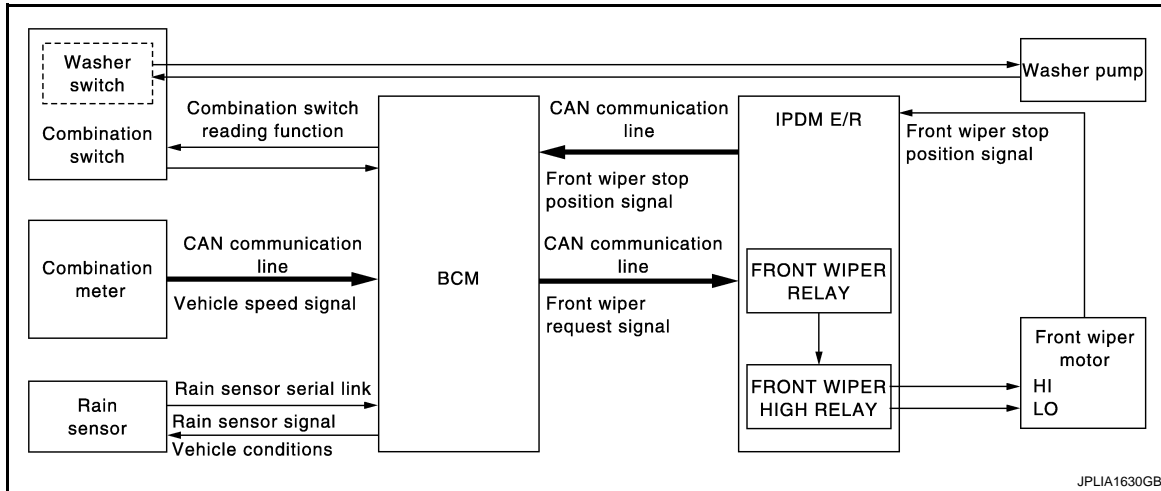 Washer
switch
Combination
switch
Combination switch
reading function
Combination
meter
CAN communication
line
Vehicle speed signal
Rain
sensor
Rain sensor serial link
Rain sensor signal
Vehicle conditions
BCM
CAN communication
line
Front wiper stop
position signal
CAN communication
line
Front wiper
request signal
IPDM E/R
FRONT WIPER
RELAY
FRONT WIPER
HIGH RELAY
Washer pump
Front wiper stop
position signal
Front wiper
motor
HI
LO
JPLIA1630GB